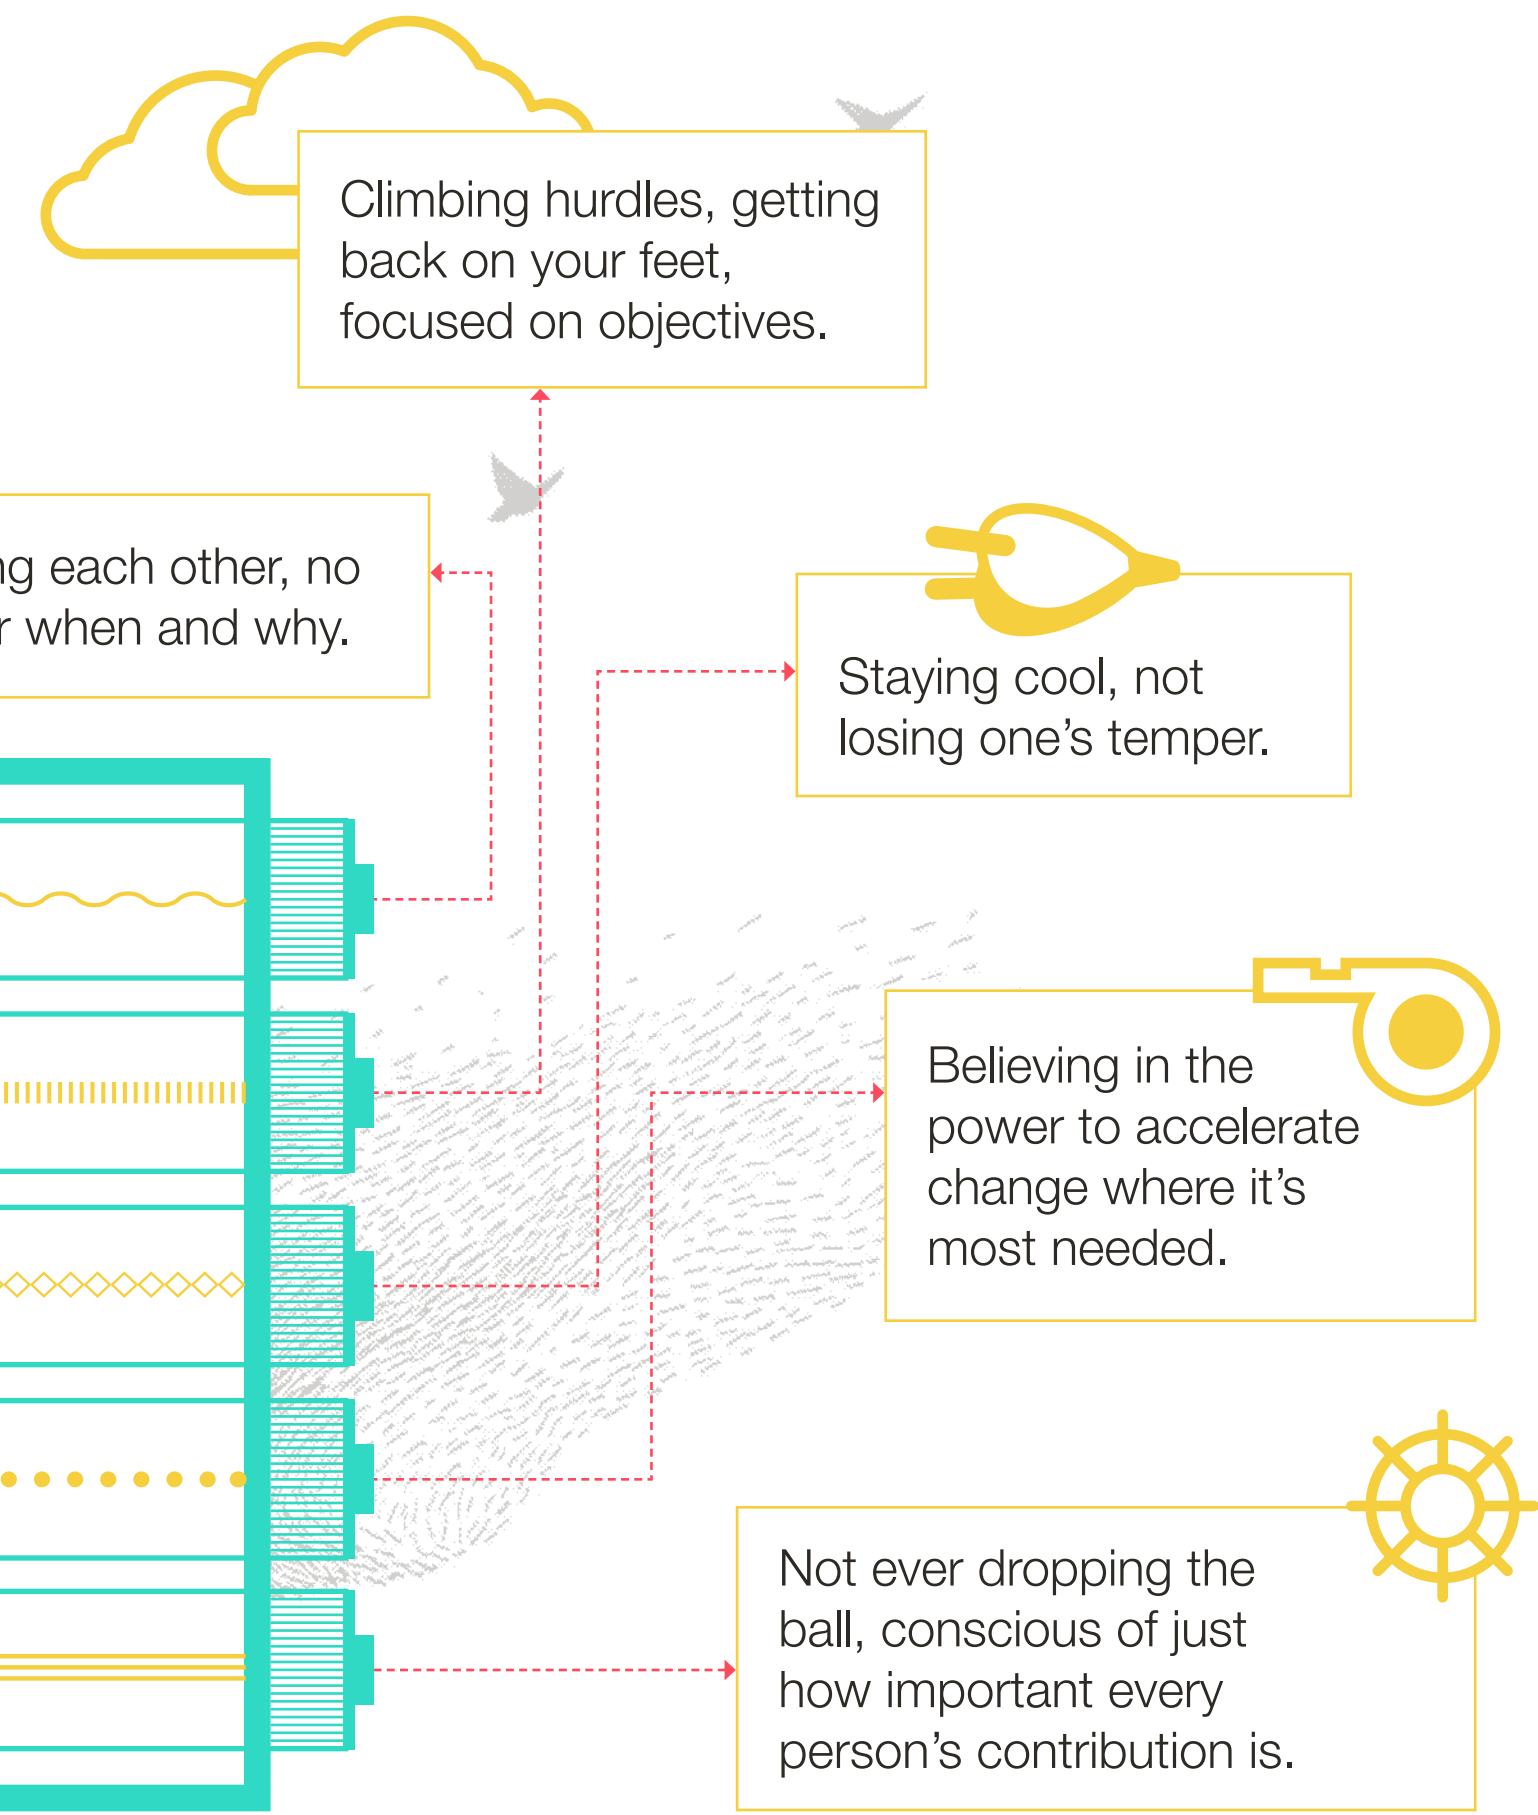 Climbing hurdles, getting
back on your feet,
focused on objectives.
each other, no
when and why.
Staying cool, not
losing one’s temper.
Believing in the
power to accelerate
change where it’s
most needed.
Not ever dropping the
ball, conscious of just
how important every
person’s contribution is.